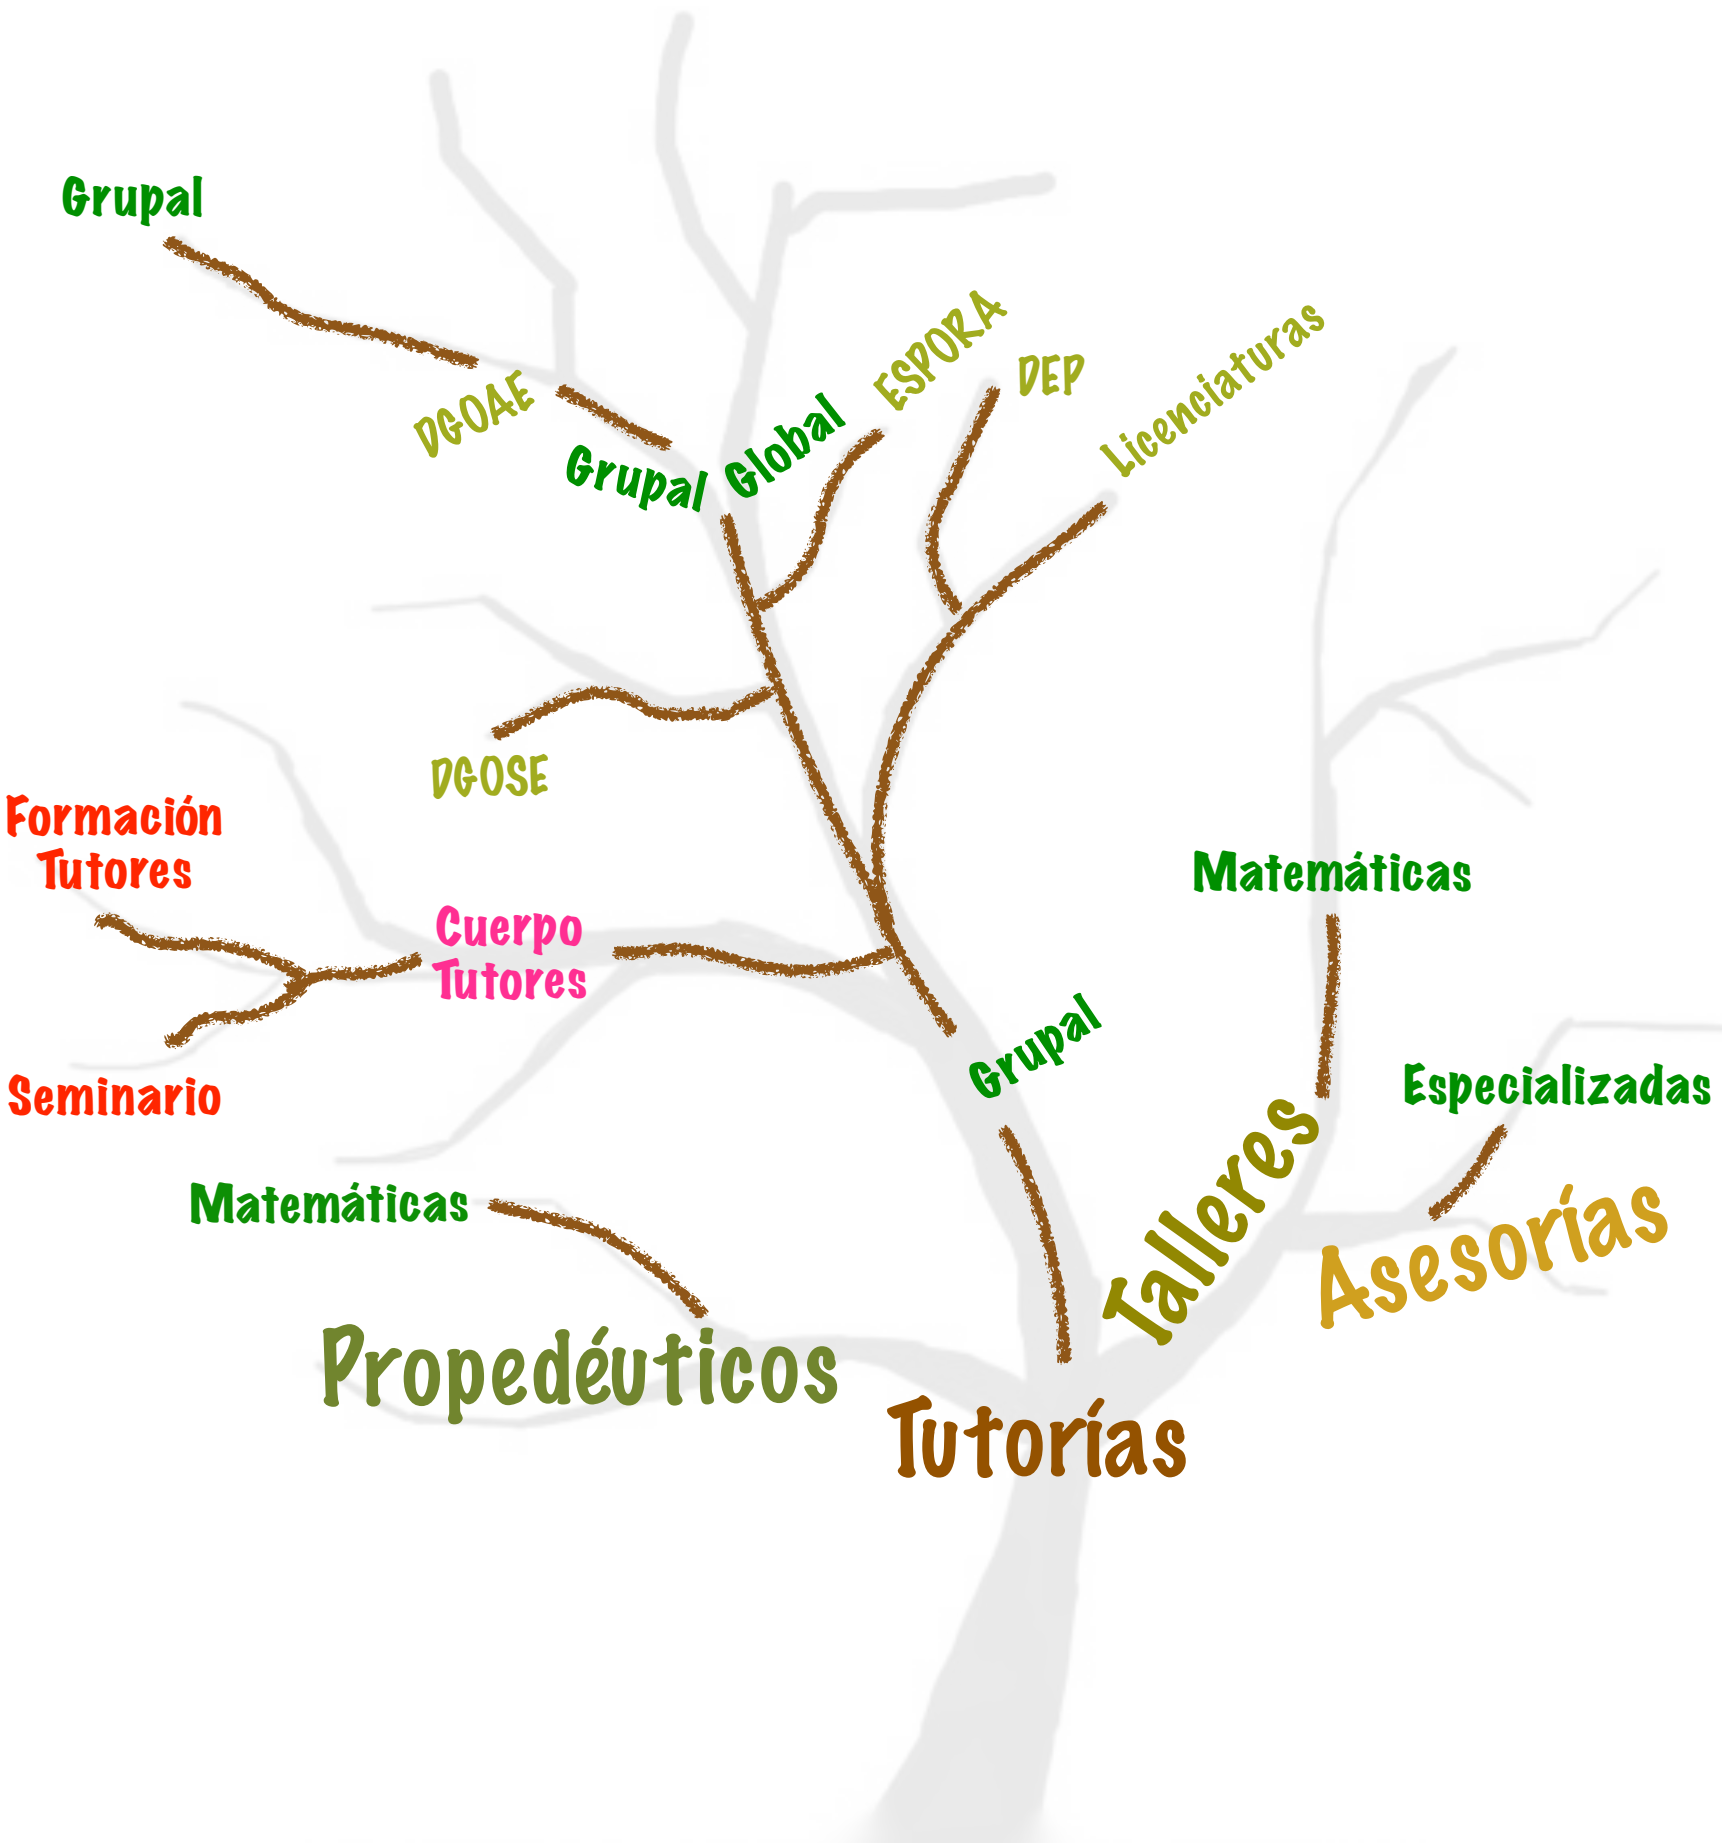 Grupal
ESPORA
DEP
Licenciaturas
DGOAE
Grupal Global
DGOSE
Formación
Tutores
Matemáticas
Cuerpo
Tutores
Grupal
Especializadas
Seminario
Talleres
Matemáticas
Asesorías
Propedéuticos
Tutorías